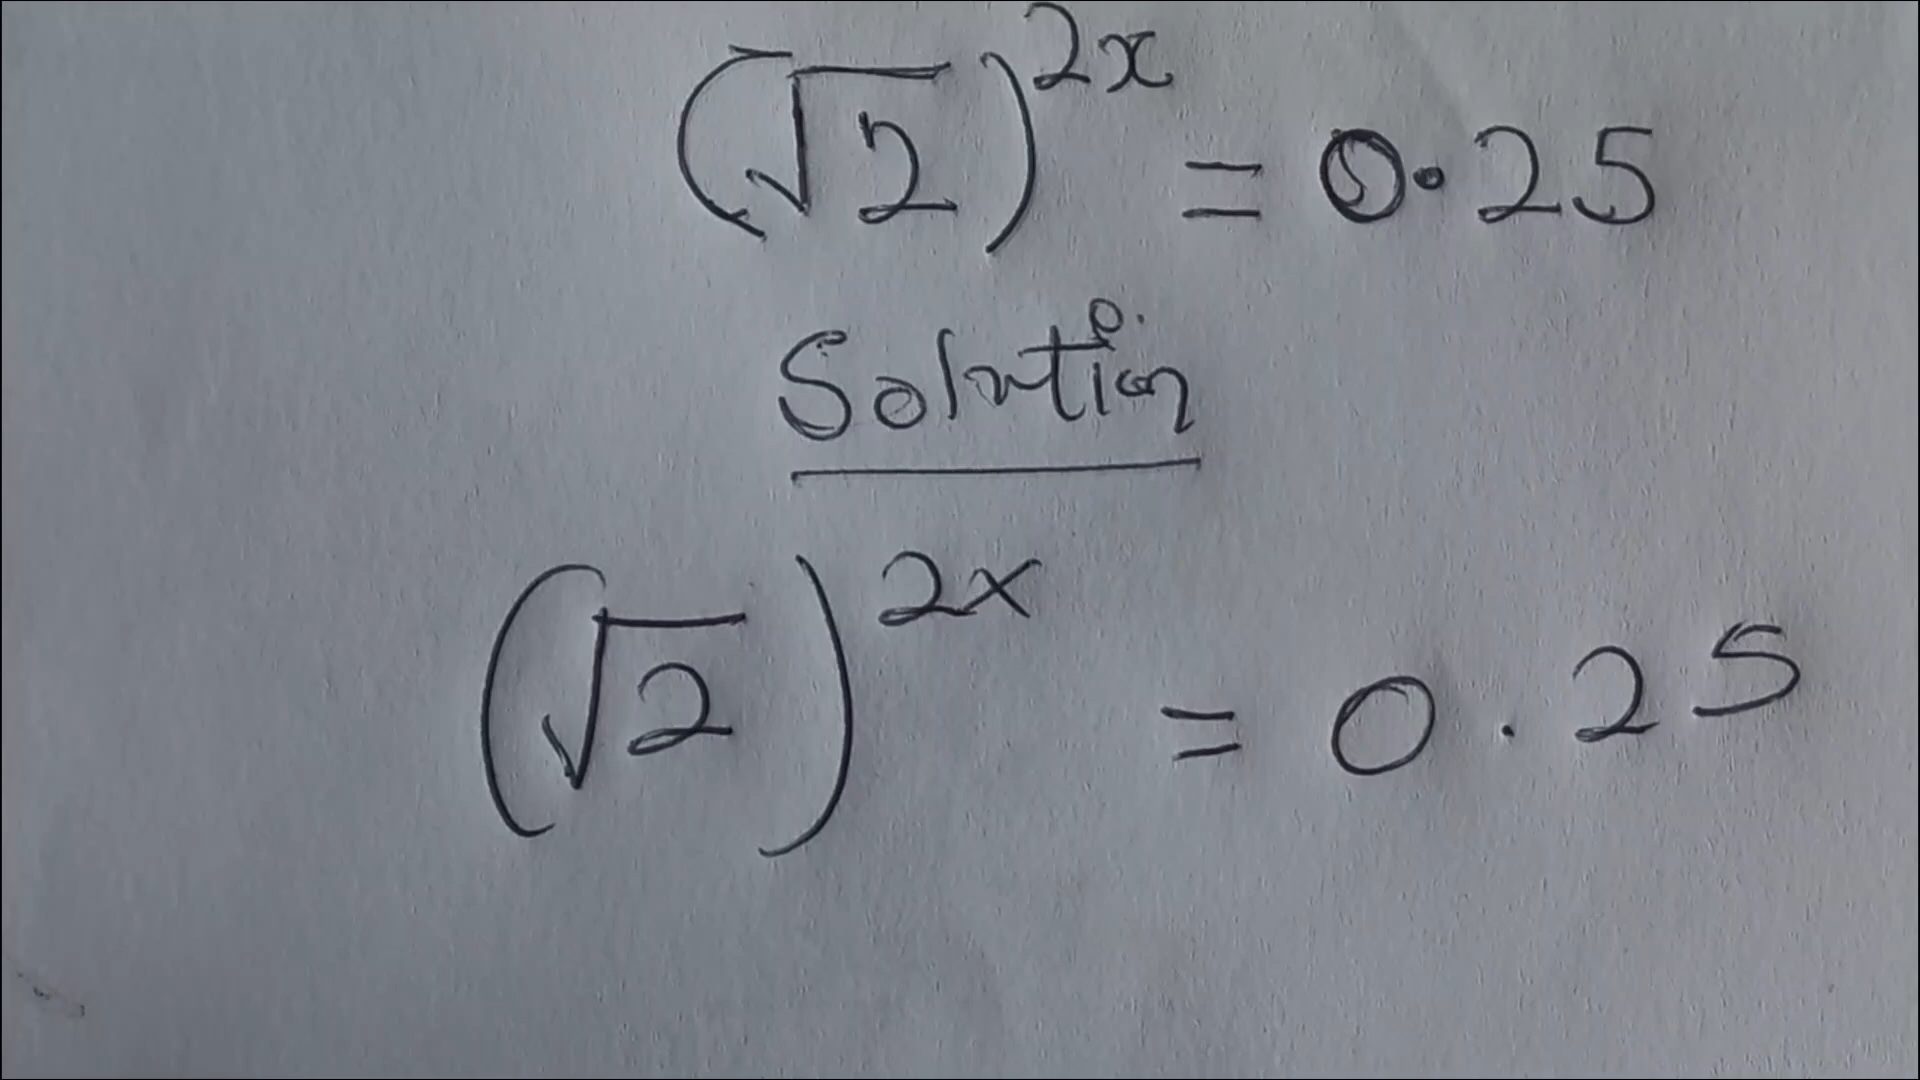 (√2)^2x = 0.25
Solution
(√2)^2x = 0.25